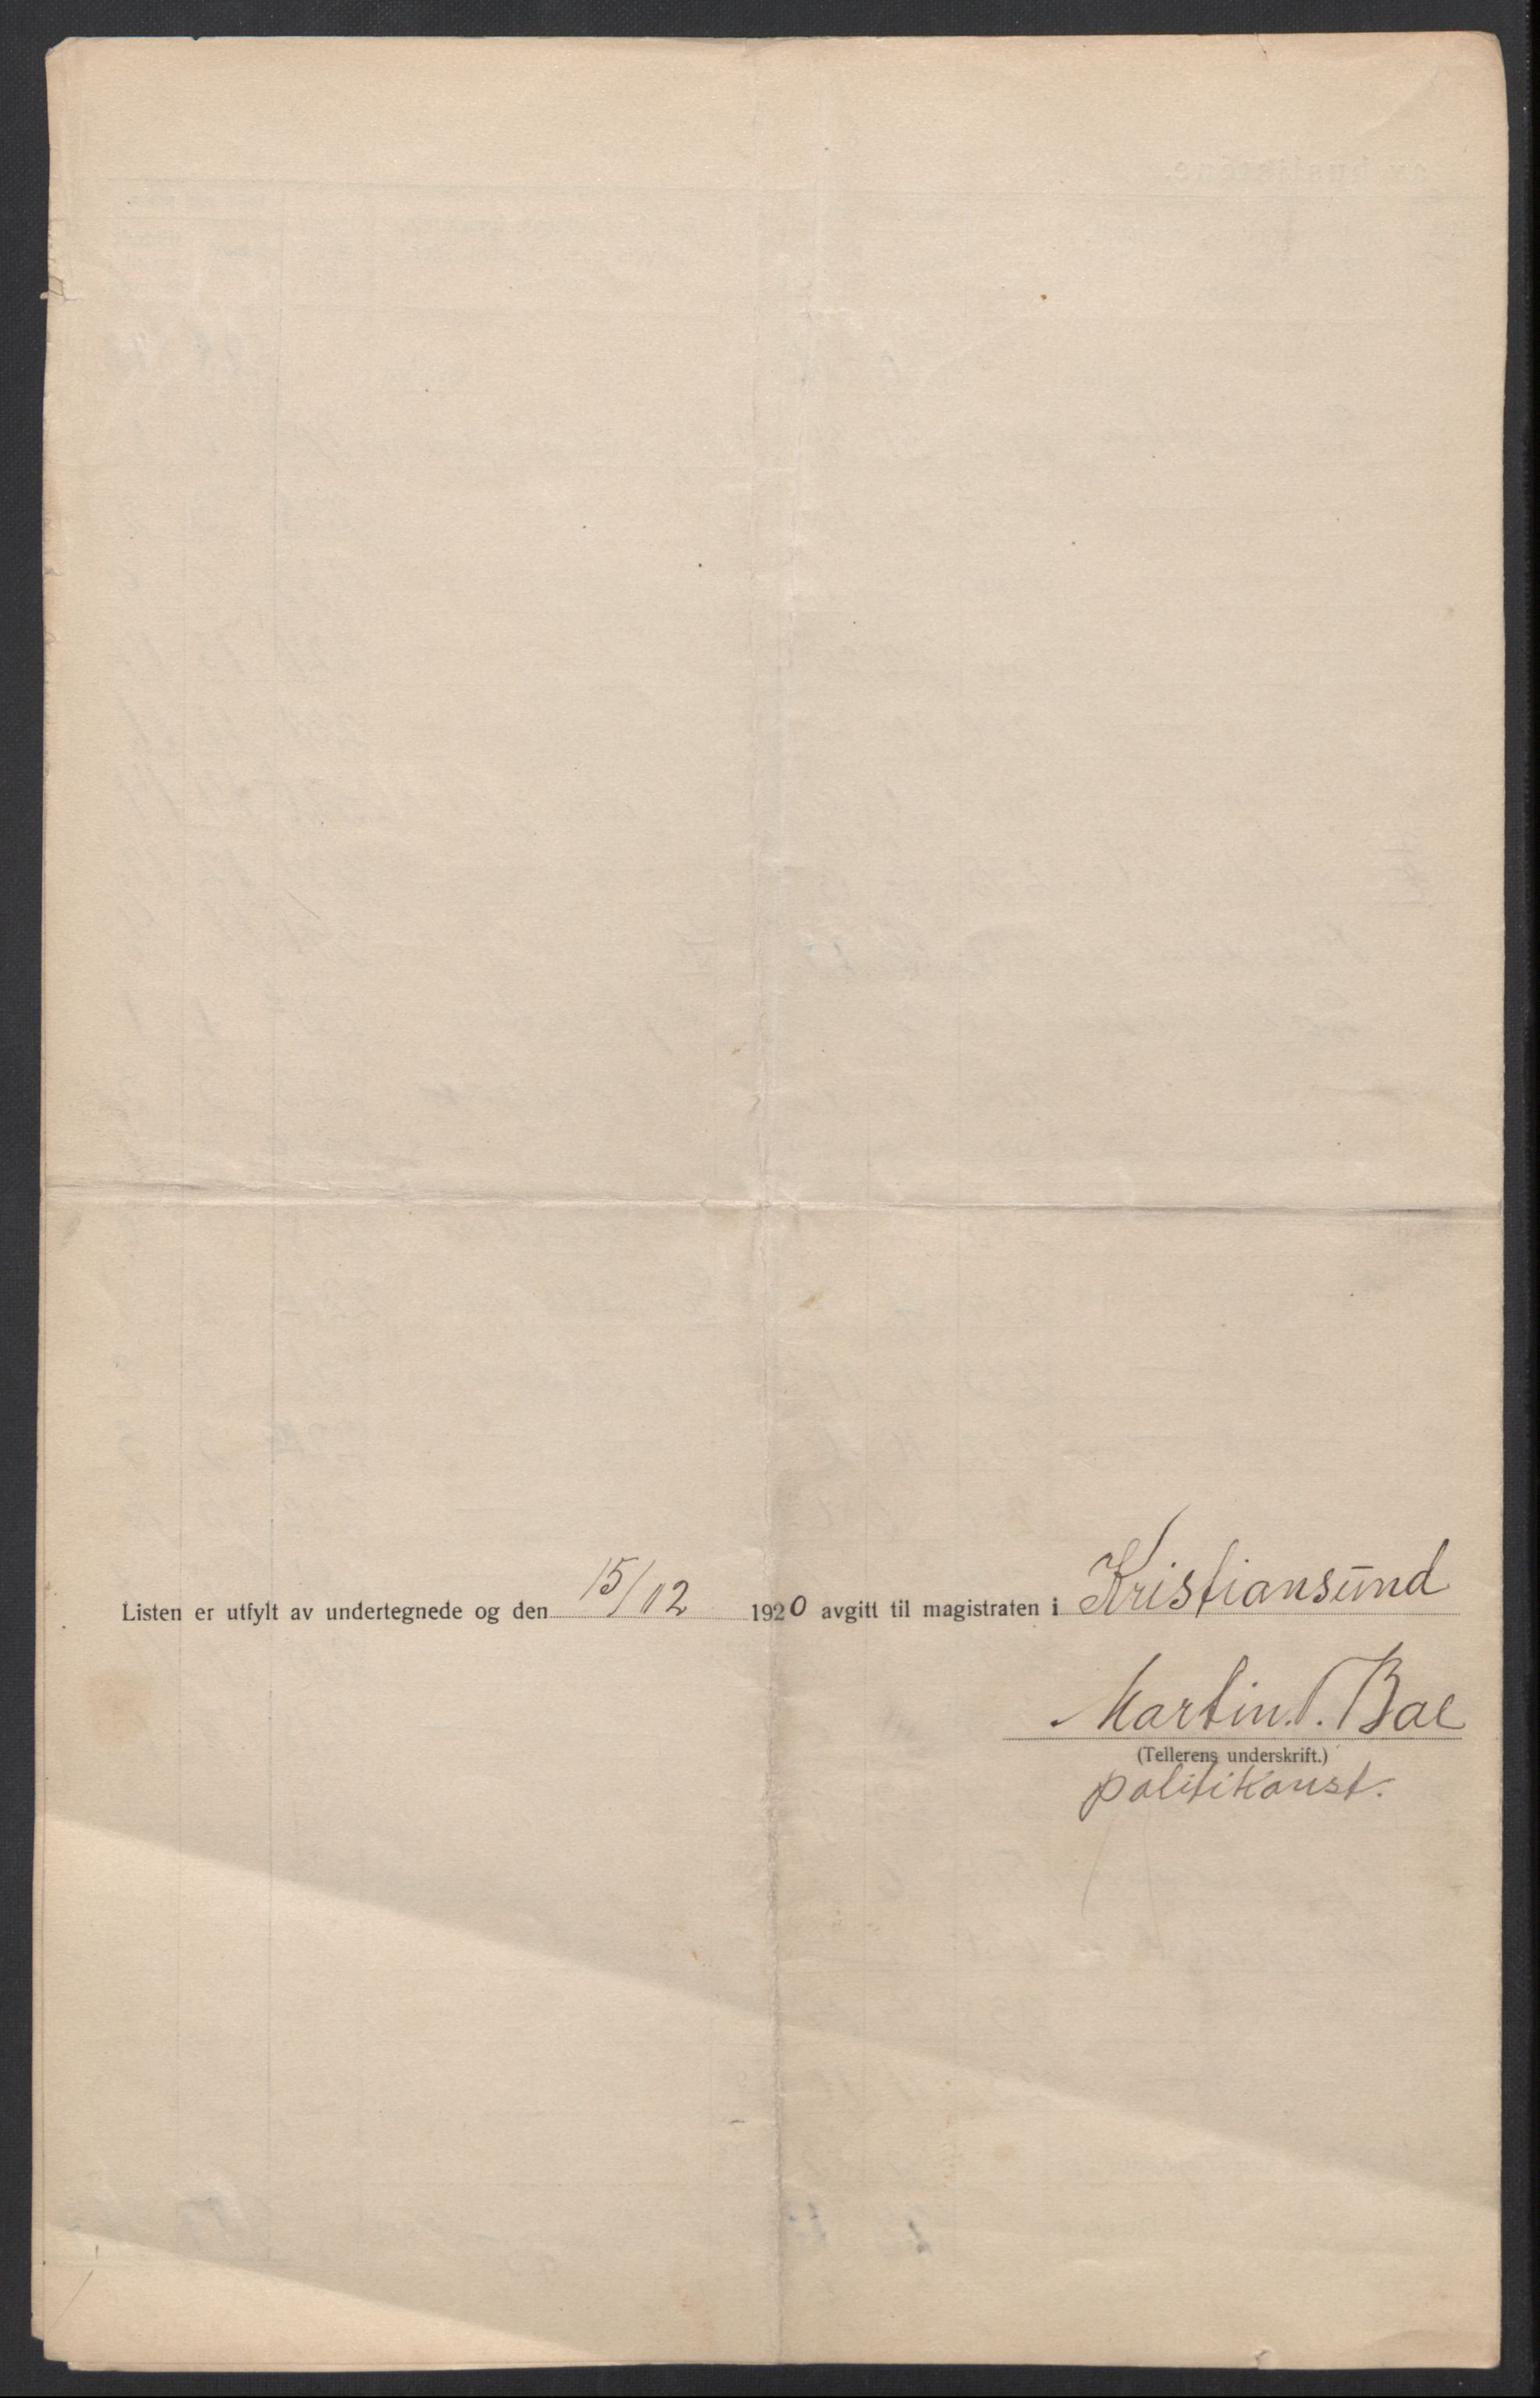 Listen er utfylt av undertegnede og den 15/12 1920 avgitt til magistraten i Kristiansund
Martin. T. Bae
(Tellerens underskrift.)
politikonst.